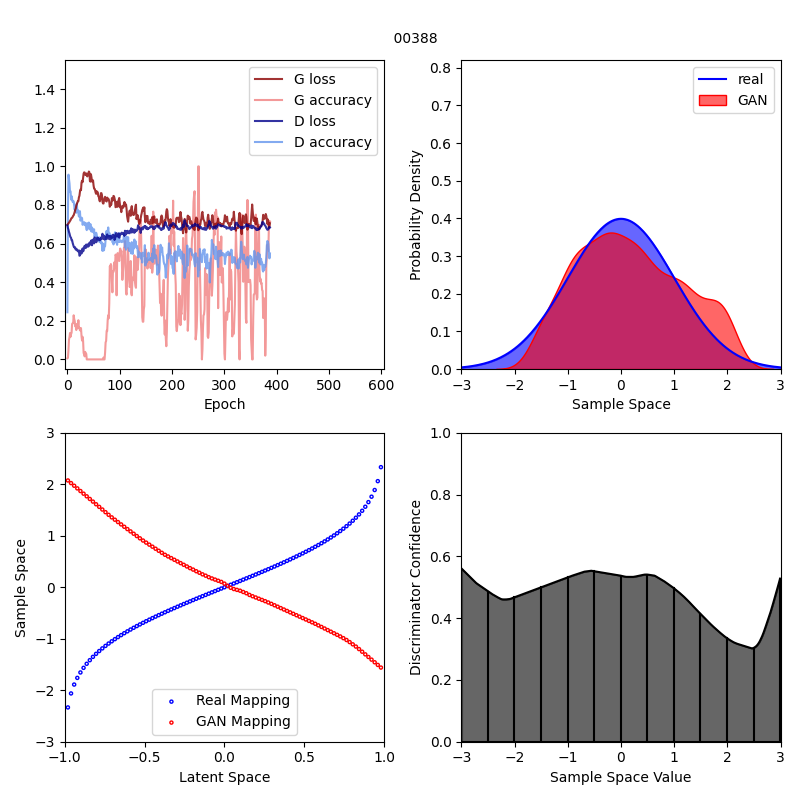 00388
G loss
G accuracy
D loss
D accuracy
1.4
1.2
1.0
0.8
0.6
0.4
0.2
0.0
0 100 200 300 400 500 600
Epoch
real
GAN
Probability Density
0.8
0.7
0.6
0.5
0.4
0.3
0.2
0.1
0.0
−3 −2 −1 0 1 2 3
Sample Space
Sample Space
3
2
1
0
−1
−2
−3
Real Mapping
GAN Mapping
−1.0 −0.5 0.0 0.5 1.0
Latent Space
Discriminator Confidence
1.0
0.8
0.6
0.4
0.2
0.0
−3 −2 −1 0 1 2 3
Sample Space Value